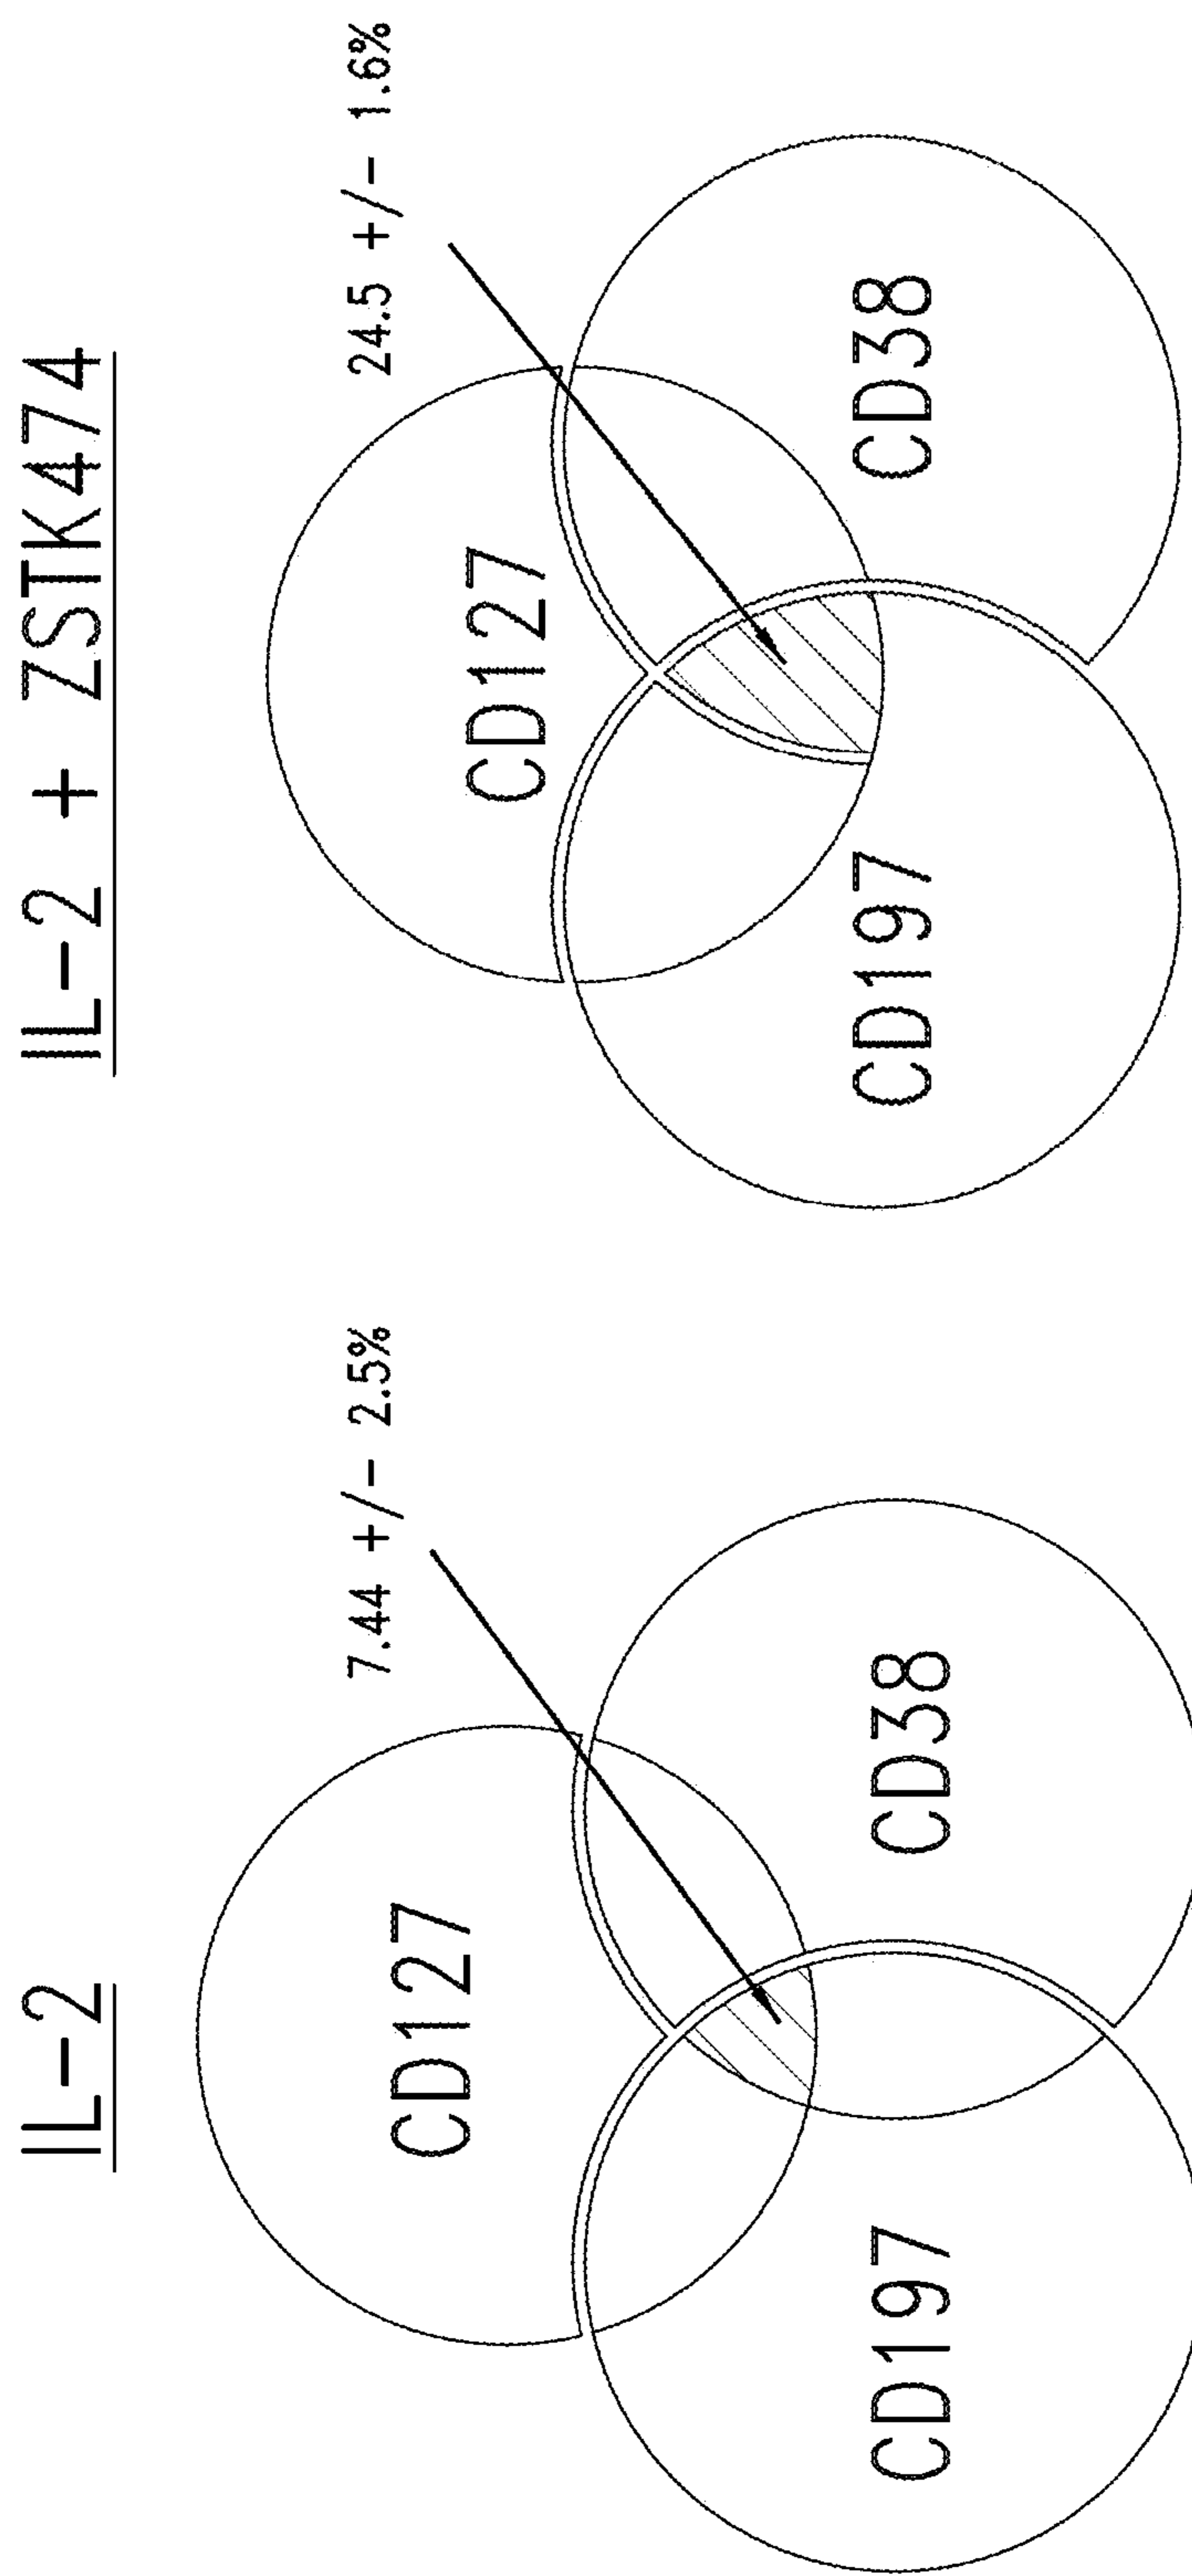 IL-2
7.44 +/- 2.5%
CD127
CD197
CD38
IL-2 + ZSTK474
24.5 +/- 1.6%
CD127
CD197
CD38